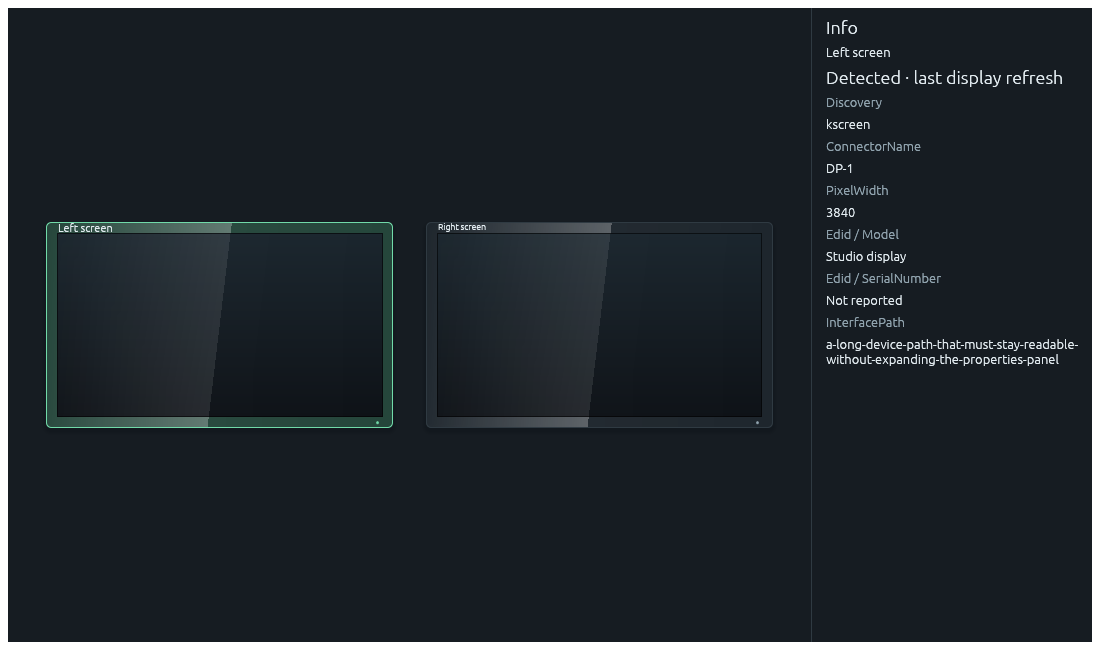 Left screen
Right screen
Info
Left screen
Detected · last display refresh
Discovery
kscreen
ConnectorName
DP-1
PixelWidth
3840
Edid / Model
Studio display
Edid / SerialNumber
Not reported
InterfacePath
a-long-device-path-that-must-stay-readable-
without-expanding-the-properties-panel